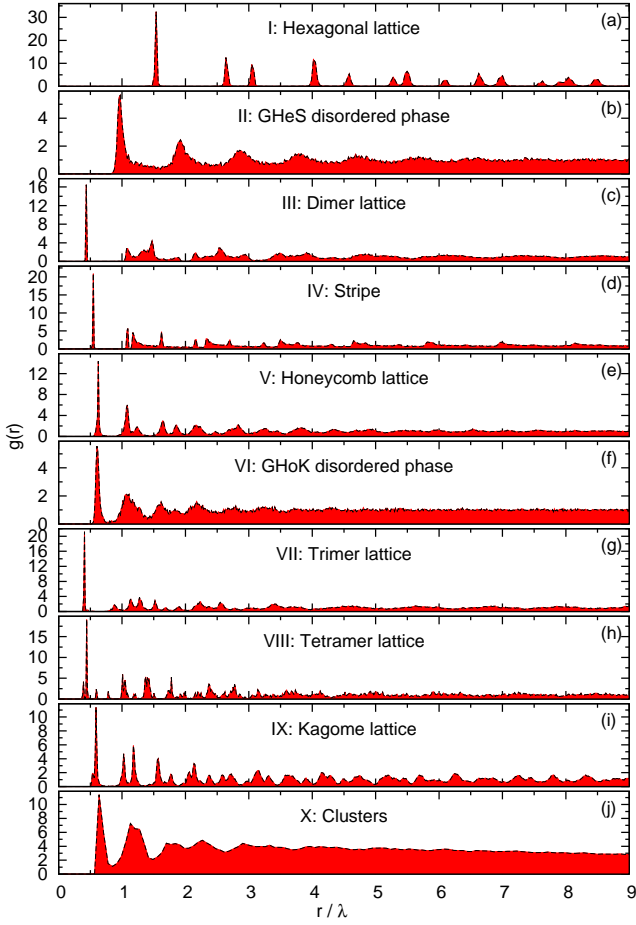 30
20
10
0
I: Hexagonal lattice
(a)
4
2
0
II: GHeS disordered phase
(b)
16
12
8
4
0
III: Dimer lattice
(c)
20
15
10
5
0
IV: Stripe
(d)
12
8
4
0
V: Honeycomb lattice
(e)
4
2
0
VI: GHoK disordered phase
(f)
20
16
12
8
4
0
VII: Trimer lattice
(g)
15
10
5
0
VIII: Tetramer lattice
(h)
10
8
6
4
2
0
IX: Kagome lattice
(i)
10
8
6
4
2
0
X: Clusters
(j)
g(r)
0 1 2 3 4 5 6 7 8 9
r / λ